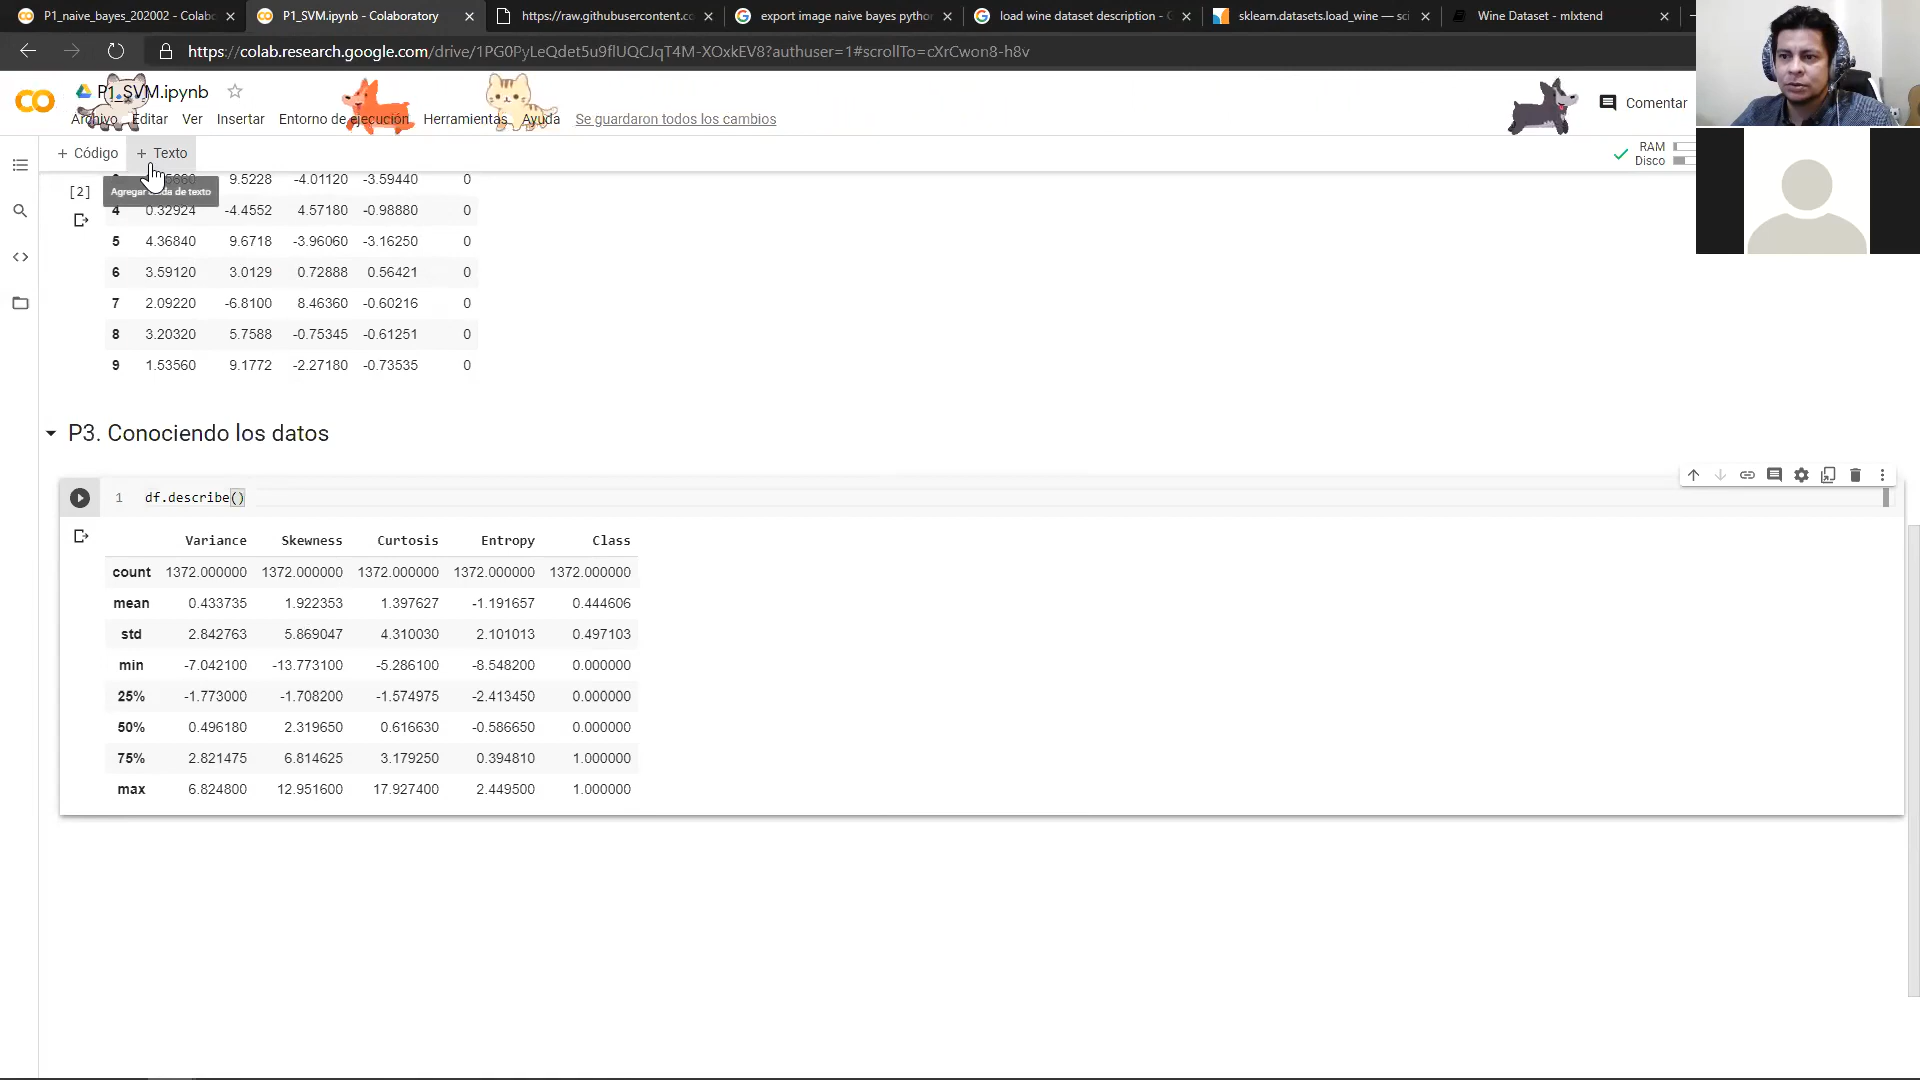 P1_naive_bayes_202002 - Colabo
P1_SVM.ipynb - Colaboratory
https://raw.githubusercontent.co
export image naive bayes python
load wine dataset description - G
sklearn.datasets.load_wine — sci
Wine Dataset - mlxtend
https://colab.research.google.com/drive/1PG0PyLeQdet5u9flUQCJqT4M-XOxkEV8?authuser=1#scrollTo=cXrCwon8-h8v
P1_SVM.ipynb
Archivo Editar Ver Insertar Entorno de ejecución Herramientas Ayuda Se guardaron todos los cambios
Comentar
+ Código + Texto
RAM
Disco
9.5228 -4.01120 -3.59440 0
[2]
Agregar celda de texto
4 0.32924 -4.4552 4.57180 -0.98880 0
5 4.36840 9.6718 -3.96060 -3.16250 0
6 3.59120 3.0129 0.72888 0.56421 0
7 2.09220 -6.8100 8.46360 -0.60216 0
8 3.20320 5.7588 -0.75345 -0.61251 0
9 1.53560 9.1772 -2.27180 -0.73535 0
P3. Conociendo los datos
1 df.describe()
Variance Skewness Curtosis Entropy Class
count 1372.000000 1372.000000 1372.000000 1372.000000 1372.000000
mean 0.433735 1.922353 1.397627 -1.191657 0.444606
std 2.842763 5.869047 4.310030 2.101013 0.497103
min -7.042100 -13.773100 -5.286100 -8.548200 0.000000
25% -1.773000 -1.708200 -1.574975 -2.413450 0.000000
50% 0.496180 2.319650 0.616630 -0.586650 0.000000
75% 2.821475 6.814625 3.179250 0.394810 1.000000
max 6.824800 12.951600 17.927400 2.449500 1.000000